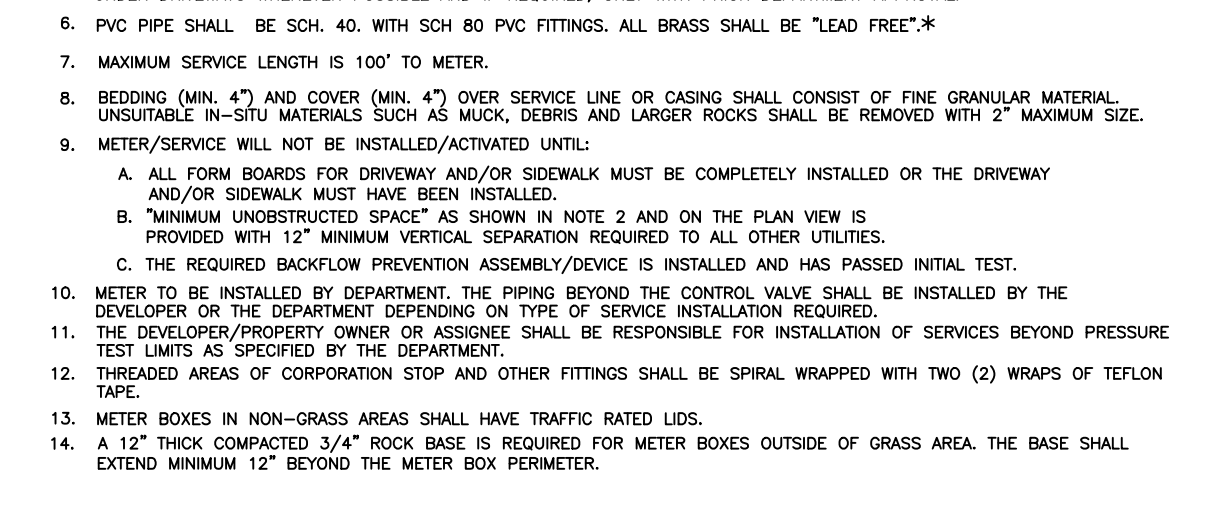 6. PVC PIPE SHALL BE SCH. 40. WITH SCH 80 PVC FITTINGS. ALL BRASS SHALL BE "LEAD FREE".*
7. MAXIMUM SERVICE LENGTH IS 100' TO METER.
8. BEDDING (MIN. 4") AND COVER (MIN. 4") OVER SERVICE LINE OR CASING SHALL CONSIST OF FINE GRANULAR MATERIAL.
UNSUITABLE IN-SITU MATERIALS SUCH AS MUCK, DEBRIS AND LARGER ROCKS SHALL BE REMOVED WITH 2" MAXIMUM SIZE.
9. METER/SERVICE WILL NOT BE INSTALLED/ACTIVATED UNTIL:
A. ALL FORM BOARDS FOR DRIVEWAY AND/OR SIDEWALK MUST BE COMPLETELY INSTALLED OR THE DRIVEWAY
AND/OR SIDEWALK MUST HAVE BEEN INSTALLED.
B. "MINIMUM UNOBSTRUCTED SPACE" AS SHOWN IN NOTE 2 AND ON THE PLAN VIEW IS
PROVIDED WITH 12" MINIMUM VERTICAL SEPARATION REQUIRED TO ALL OTHER UTILITIES.
C. THE REQUIRED BACKFLOW PREVENTION ASSEMBLY/DEVICE IS INSTALLED AND HAS PASSED INITIAL TEST.
10. METER TO BE INSTALLED BY DEPARTMENT. THE PIPING BEYOND THE CONTROL VALVE SHALL BE INSTALLED BY THE
DEVELOPER OR THE DEPARTMENT DEPENDING ON TYPE OF SERVICE INSTALLATION REQUIRED.
11. THE DEVELOPER/PROPERTY OWNER OR ASSIGNEE SHALL BE RESPONSIBLE FOR INSTALLATION OF SERVICES BEYOND PRESSURE
TEST LIMITS AS SPECIFIED BY THE DEPARTMENT.
12. THREADED AREAS OF CORPORATION STOP AND OTHER FITTINGS SHALL BE SPIRAL WRAPPED WITH TWO (2) WRAPS OF TEFLON
TAPE.
13. METER BOXES IN NON-GRASS AREAS SHALL HAVE TRAFFIC RATED LIDS.
14. A 12" THICK COMPACTED 3/4" ROCK BASE IS REQUIRED FOR METER BOXES OUTSIDE OF GRASS AREA. THE BASE SHALL
EXTEND MINIMUM 12" BEYOND THE METER BOX PERIMETER.